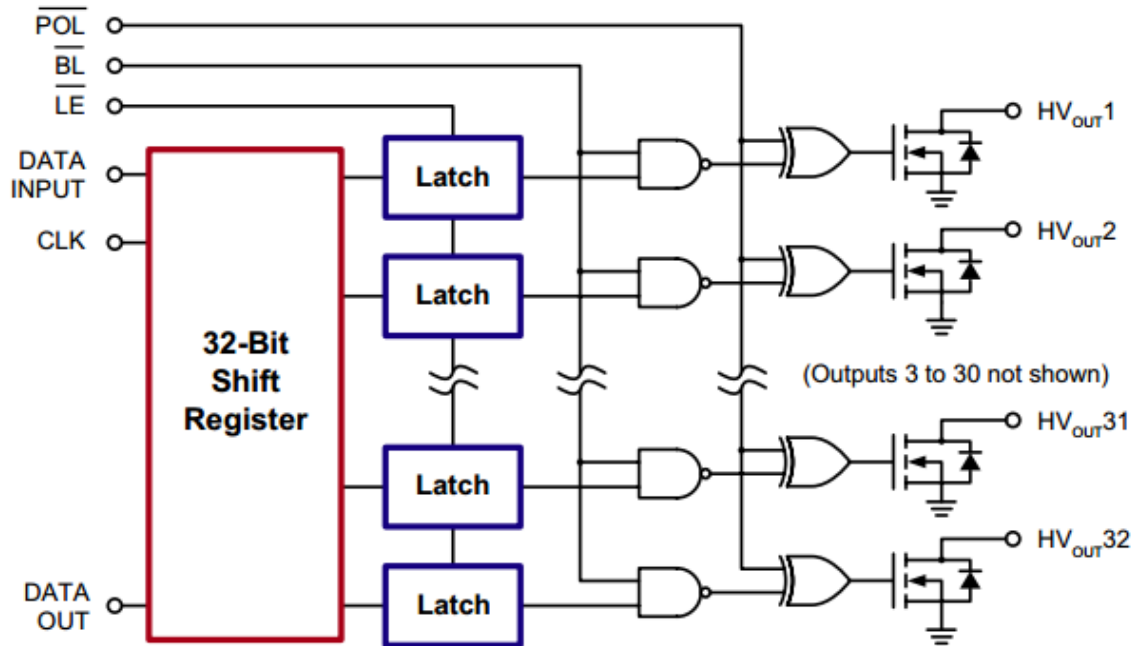 POL
BL
LE
DATA
INPUT
CLK
32-Bit
Shift
Register
DATA
OUT
Latch
Latch
Latch
Latch
HVOUT1
HVOUT2
(Outputs 3 to 30 not shown)
HVOUT31
HVOUT32